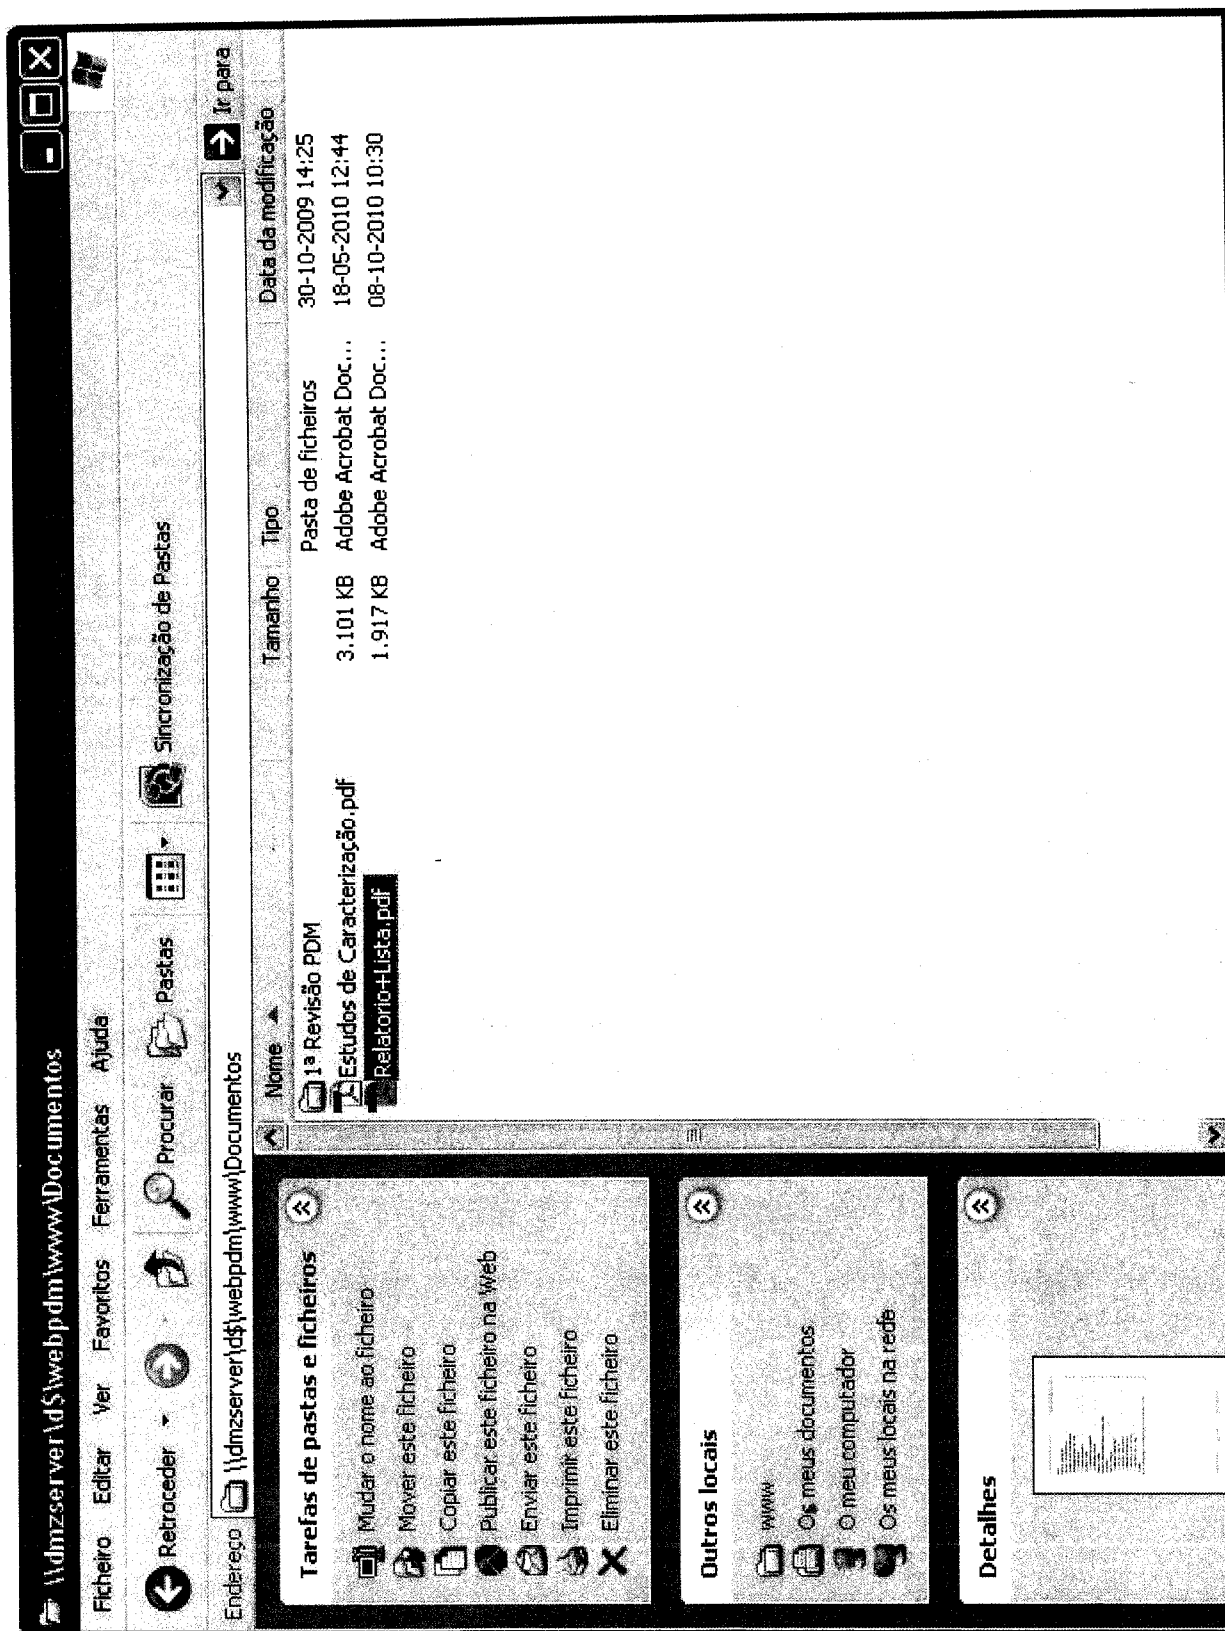 \\dmzserver\d$\webpdm\www\Documentos
Ficheiro Editar Ver Favoritos Ferramentas Ajuda
Retroceder Procurar Pastas Sincronização de Pastas
Endereço \\dmzserver\d$\webpdm\www\Documentos Ir para
Tarefas de pastas e ficheiros
Mudar o nome ao ficheiro
Mover este ficheiro
Copiar este ficheiro
Publicar este ficheiro na Web
Enviar este ficheiro
Imprimir este ficheiro
Eliminar este ficheiro
Outros locais
www
Os meus documentos
O meu computador
Os meus locais na rede
Detalhes
Nome Tamanho Tipo Data da modificação
1ª Revisão PDM Pasta de ficheiros 30-10-2009 14:25
Estudos de Caracterização.pdf 3.101 KB Adobe Acrobat Doc... 18-05-2010 12:44
Relatorio+Lista.pdf 1.917 KB Adobe Acrobat Doc... 08-10-2010 10:30